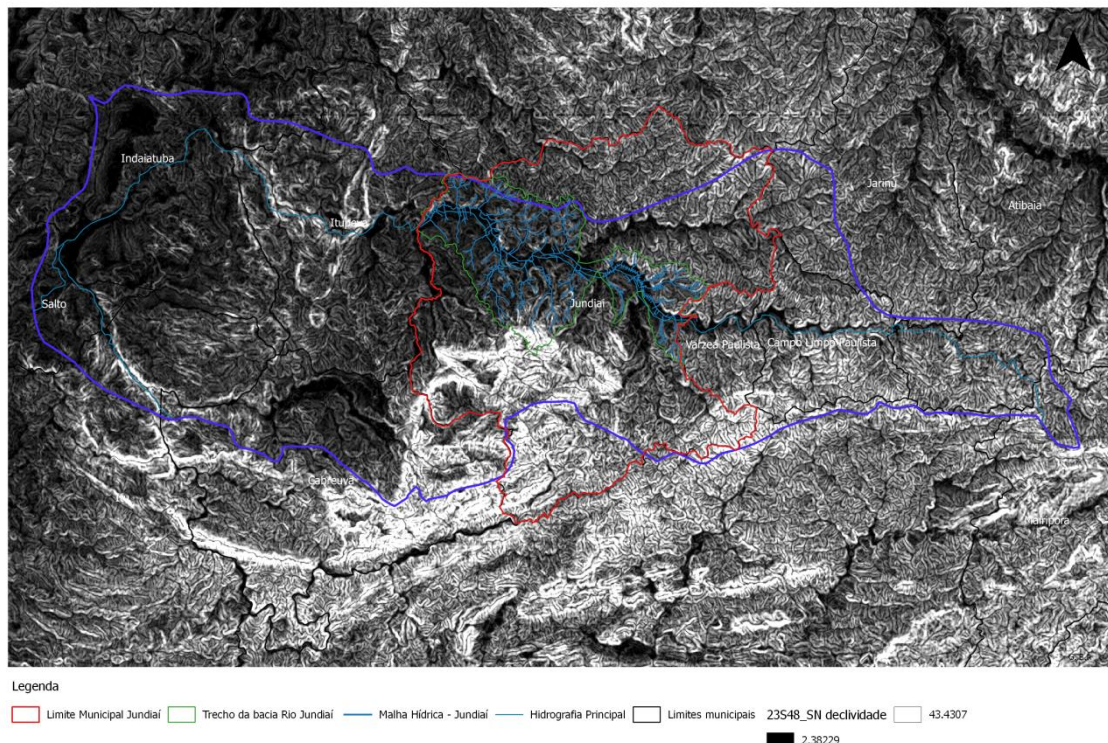 Indaiatuba
Jarinu
Atibaia
Itupeva
Salto
Jundiaí
Várzea Paulista
Campo Limpo Paulista
Cabreúva
Mairiporã
Legenda
Limite Municipal Jundiaí
Trecho da bacia Rio Jundiaí
Malha Hídrica - Jundiaí
Hidrografia Principal
Limites municipais
23S48_SN declividade
43.4307
2.38229